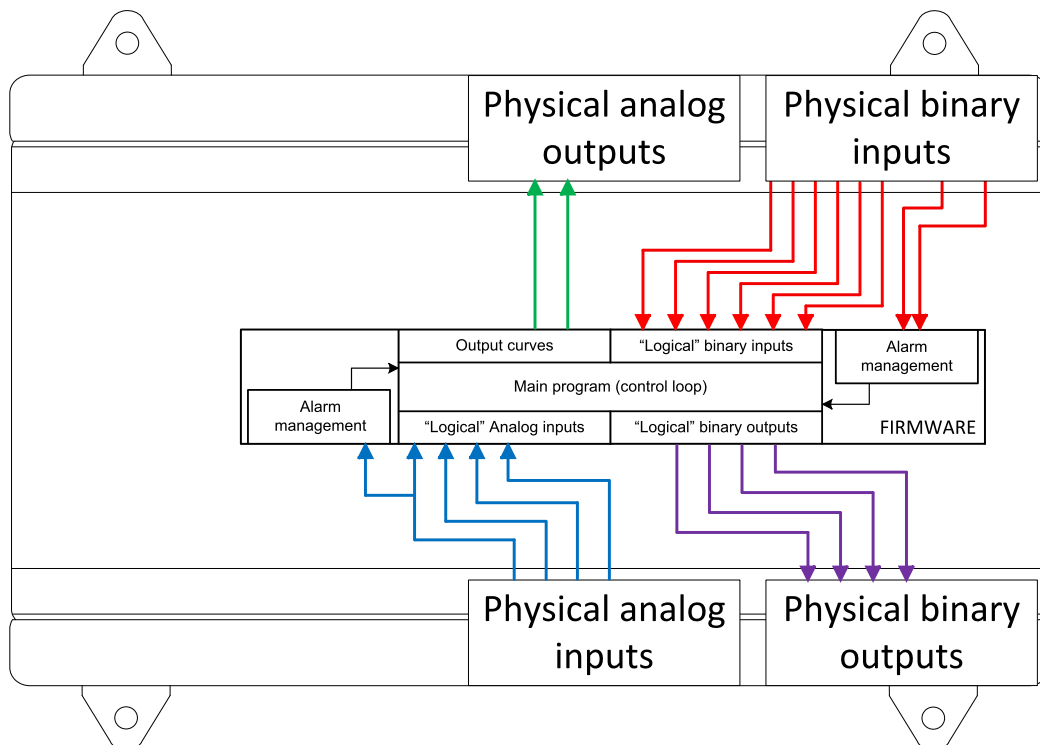 Physical analog
outputs
Physical binary
inputs
Output curves
“Logical” binary inputs
Alarm
management
Main program (control loop)
Alarm
management
“Logical” Analog inputs
“Logical” binary outputs
FIRMWARE
Physical analog
inputs
Physical binary
outputs